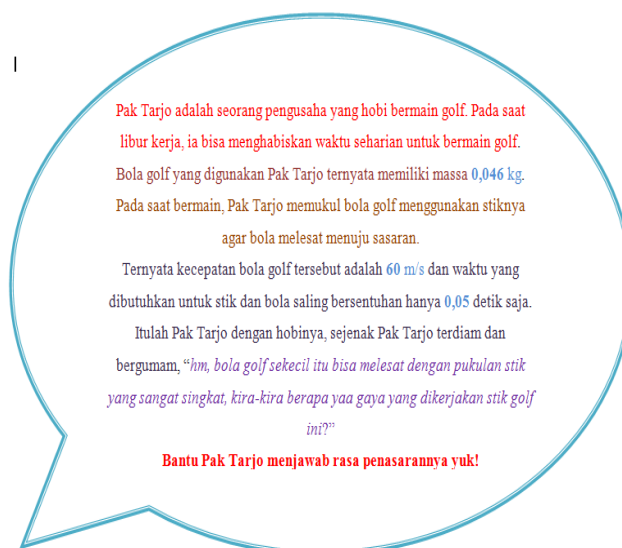 Pak Tarjo adalah seorang pengusaha yang hobi bermain golf. Pada saat
libur kerja, ia bisa menghabiskan waktu seharian untuk bermain golf.
Bola golf yang digunakan Pak Tarjo ternyata memiliki massa 0,046 kg.
Pada saat bermain, Pak Tarjo memukul bola golf menggunakan stiknya
agar bola melesat menuju sasaran.
Ternyata kecepatan bola golf tersebut adalah 60 m/s dan waktu yang
dibutuhkan untuk stik dan bola saling bersentuhan hanya 0,05 detik saja.
Itulah Pak Tarjo dengan hobinya, sejenak Pak Tarjo terdiam dan
bergumam, “hm, bola golf sekecil itu bisa melesat dengan pukulan stik
yang sangat singkat, kira-kira berapa yaa gaya yang dikerjakan stik golf
ini?”
Bantu Pak Tarjo menjawab rasa penasarannya yuk!